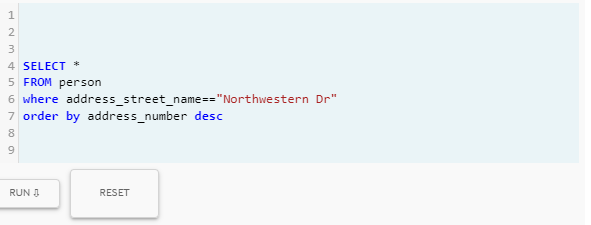 1
2
3
4 SELECT *
5 FROM person
6 where address_street_name=="Northwestern Dr"
7 order by address_number desc
8
9
RUN ⇩ RESET